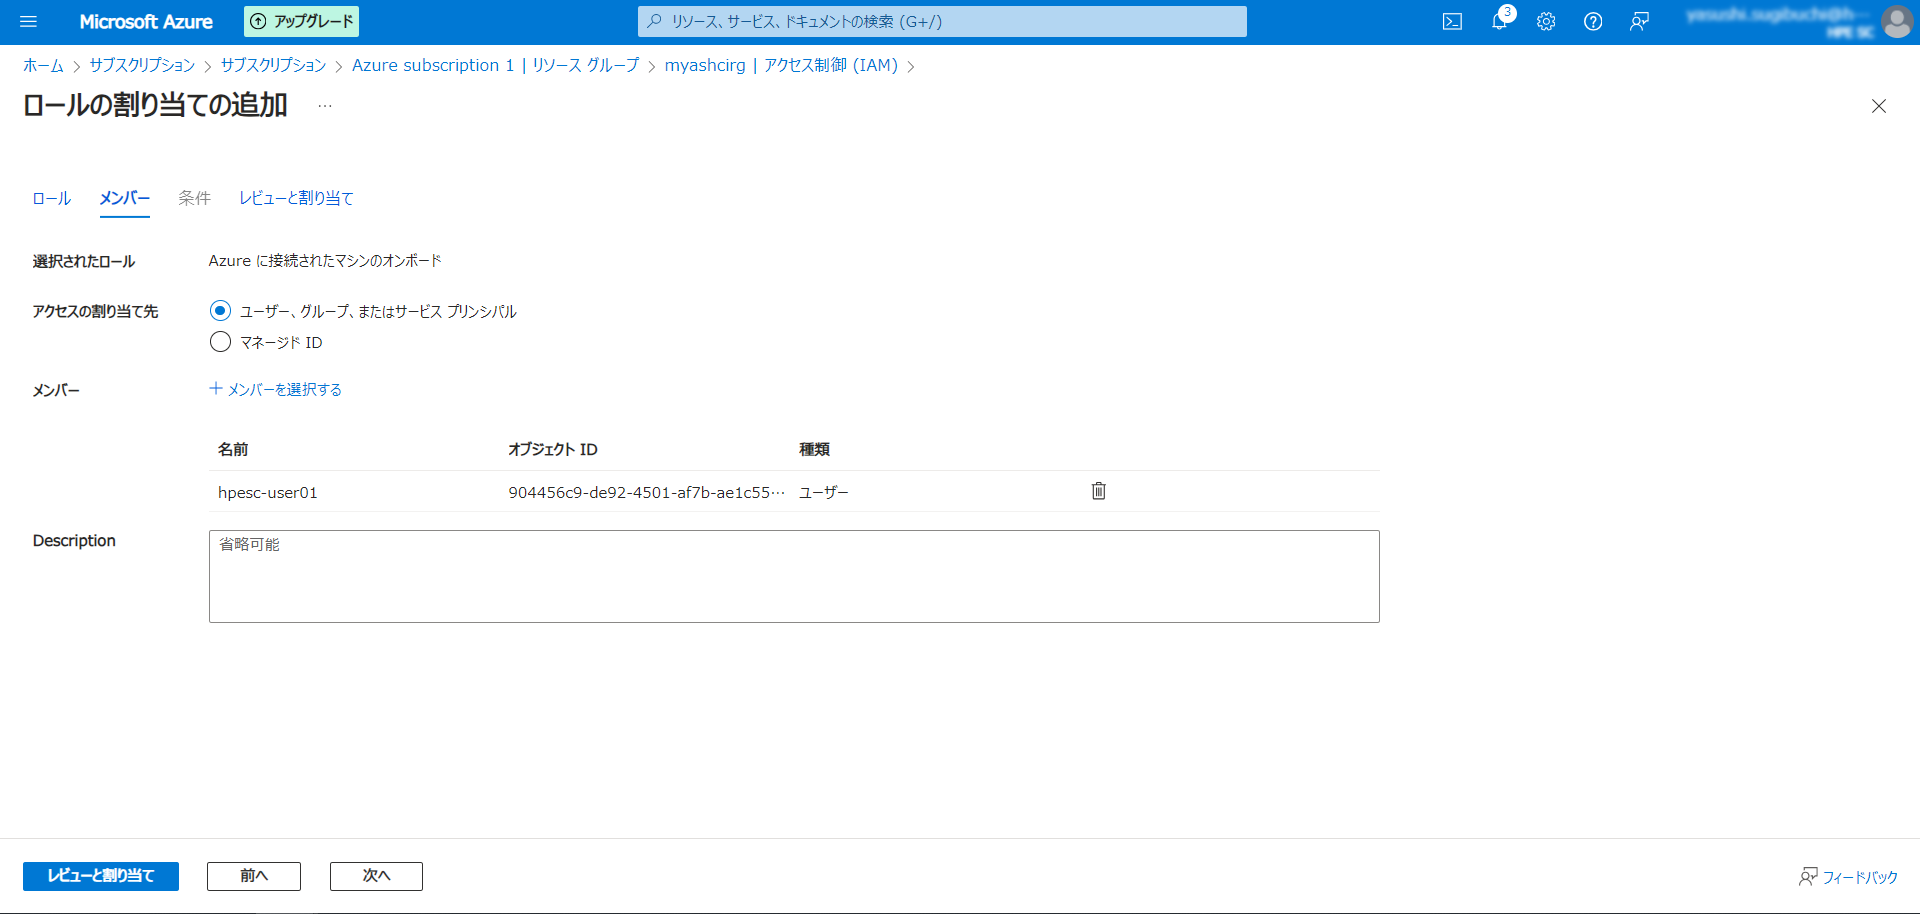 Microsoft Azure
アップグレード
リソース、サービス、ドキュメントの検索 (G+/)
3
HPE SC
ホーム > サブスクリプション > サブスクリプション > Azure subscription 1 | リソース グループ > myashcirg | アクセス制御 (IAM) >
ロールの割り当ての追加 …
ロール メンバー 条件 レビューと割り当て
選択されたロール Azure に接続されたマシンのオンボード
アクセスの割り当て先 ユーザー、グループ、またはサービス プリンシパル
マネージド ID
メンバー + メンバーを選択する
名前 オブジェクト ID 種類
hpesc-user01 904456c9-de92-4501-af7b-ae1c55… ユーザー
Description 省略可能
レビューと割り当て 前へ 次へ フィードバック